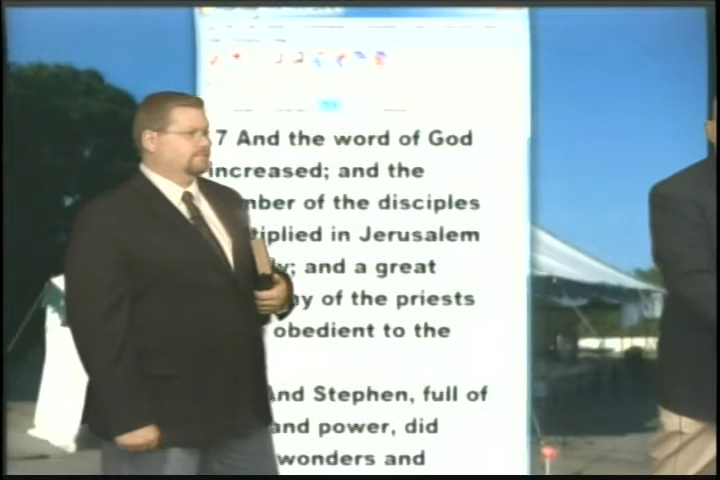 7 And the word of God
increased; and the
mber of the disciples
tiplied in Jerusalem
y; and a great
ny of the priests
obedient to the
And Stephen, full of
and power, did
wonders and